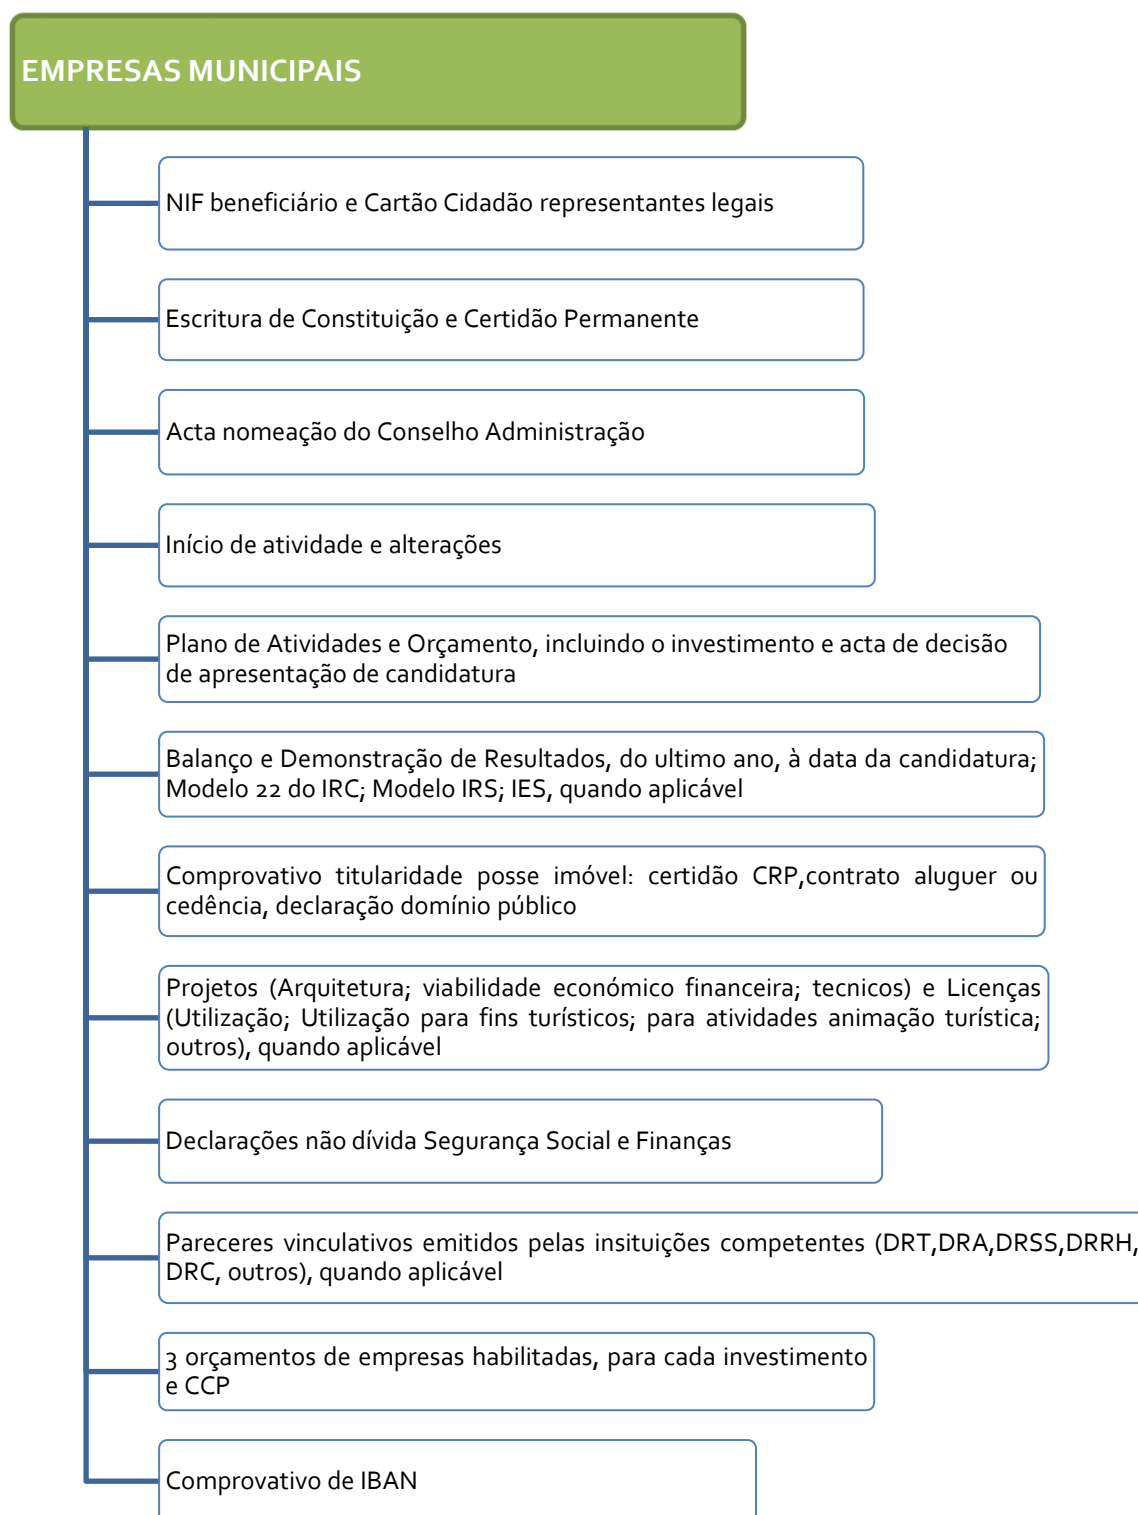 EMPRESAS MUNICIPAIS
NIF beneficiário e Cartão Cidadão representantes legais
Escritura de Constituição e Certidão Permanente
Acta nomeação do Conselho Administração
Início de atividade e alterações
Plano de Atividades e Orçamento, incluindo o investimento e acta de decisão
de apresentação de candidatura
Balanço e Demonstração de Resultados, do ultimo ano, à data da candidatura;
Modelo 22 do IRC; Modelo IRS; IES, quando aplicável
Comprovativo titularidade posse imóvel: certidão CRP,contrato aluguer ou
cedência, declaração domínio público
Projetos (Arquitetura; viabilidade económico financeira; tecnicos) e Licenças
(Utilização; Utilização para fins turísticos; para atividades animação turística;
outros), quando aplicável
Declarações não dívida Segurança Social e Finanças
Pareceres vinculativos emitidos pelas insituições competentes (DRT,DRA,DRSS,DRRH,
DRC, outros), quando aplicável
3 orçamentos de empresas habilitadas, para cada investimento
e CCP
Comprovativo de IBAN